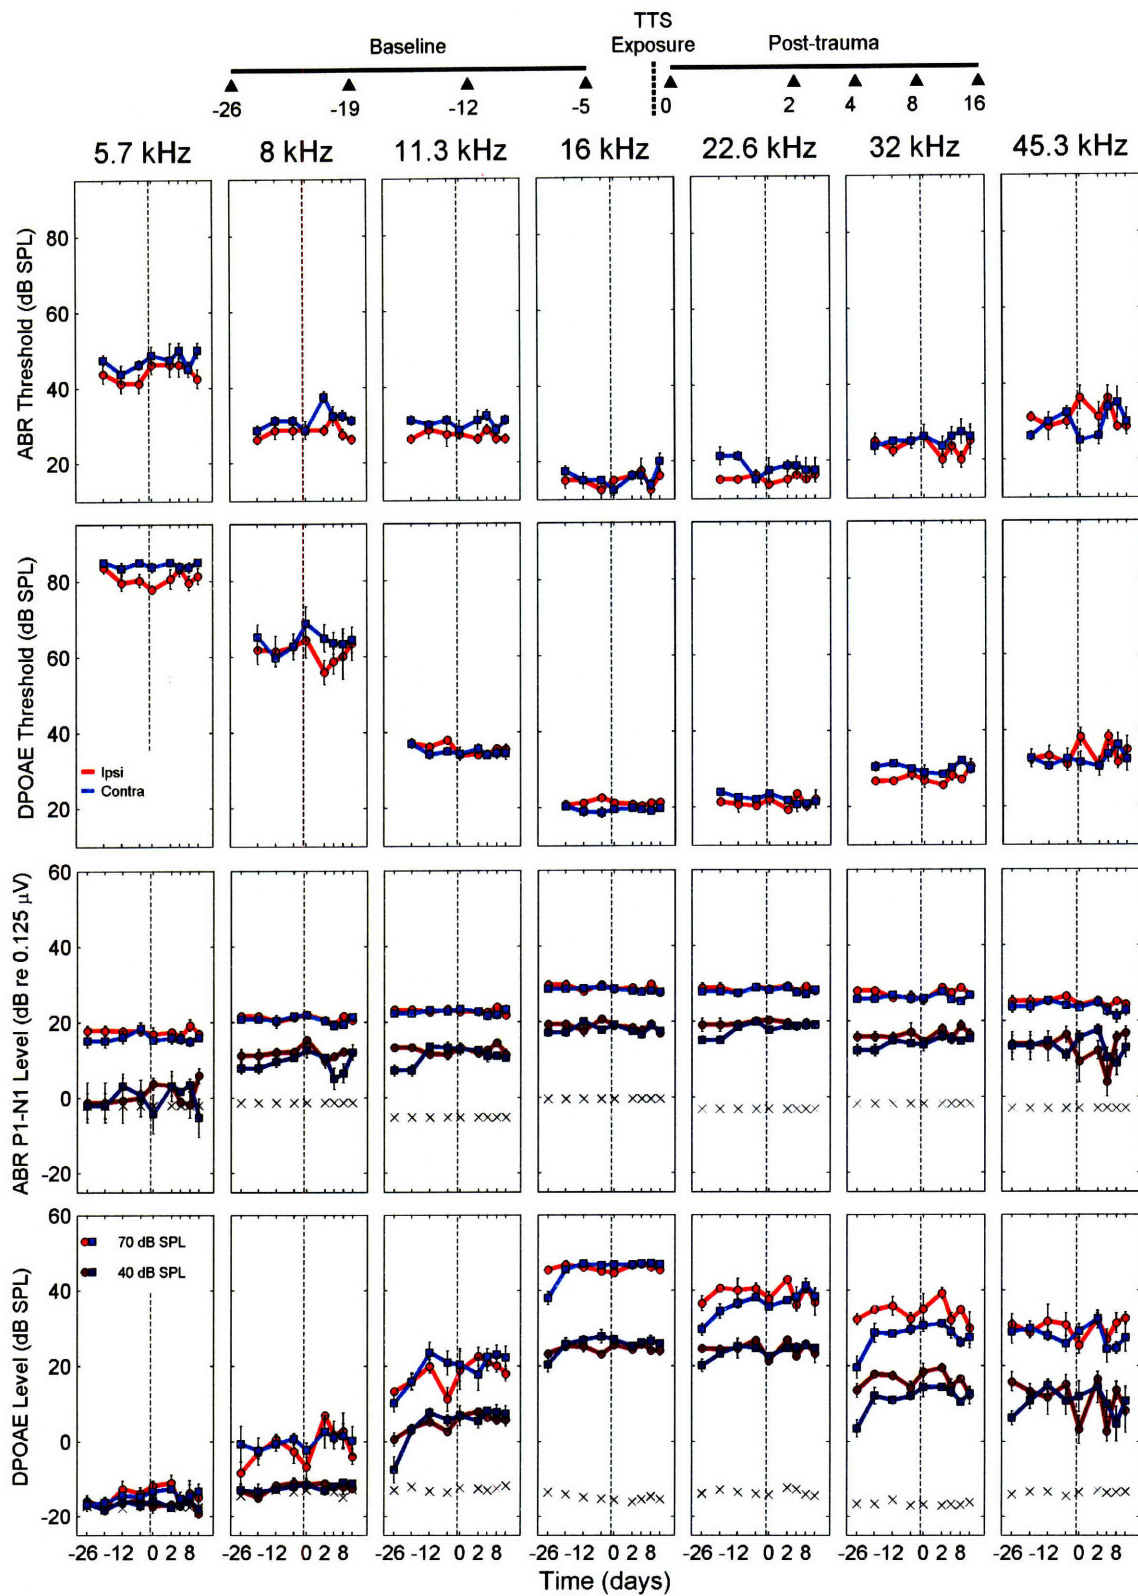 TTS
Baseline Exposure Post-trauma
-26 -19 -12 -5 0 2 4 8 16
5.7 kHz 8 kHz 11.3 kHz 16 kHz 22.6 kHz 32 kHz 45.3 kHz
ABR Threshold (dB SPL)
80
60
40
20
DPOAE Threshold (dB SPL)
80
60
40
20
Ipsi
Contra
ABR P1-N1 Level (dB re 0.125 µV)
60
40
20
0
-20
DPOAE Level (dB SPL)
60
40
20
0
-20
70 dB SPL
40 dB SPL
-26 -12 0 2 8 -26 -12 0 2 8 -26 -12 0 2 8 -26 -12 0 2 8 -26 -12 0 2 8 -26 -12 0 2 8 -26 -12 0 2 8
Time (days)